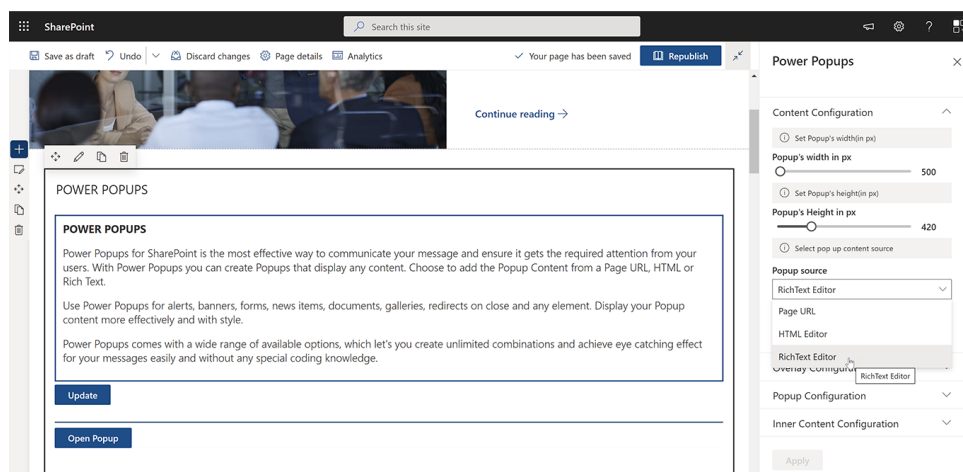 SharePoint
Search this site
Save as draft Undo Discard changes Page details Analytics
Your page has been saved
Republish
Continue reading →
POWER POPUPS
POWER POPUPS
Power Popups for SharePoint is the most effective way to communicate your message and ensure it gets the required attention from your
users. With Power Popups you can create Popups that display any content. Choose to add the Popup Content from a Page URL, HTML or
Rich Text.
Use Power Popups for alerts, banners, forms, news items, documents, galleries, redirects on close and any element. Display your Popup
content more effectively and with style.
Power Popups comes with a wide range of available options, which let's you create unlimited combinations and achieve eye catching effect
for your messages easily and without any special coding knowledge.
Update
Open Popup
Power Popups
Content Configuration
Set Popup's width(in px)
Popup's width in px
500
Set Popup's height(in px)
Popup's Height in px
420
Select pop up content source
Popup source
RichText Editor
Page URL
HTML Editor
RichText Editor
RichText Editor
Overlay Configuration
Popup Configuration
Inner Content Configuration
Apply